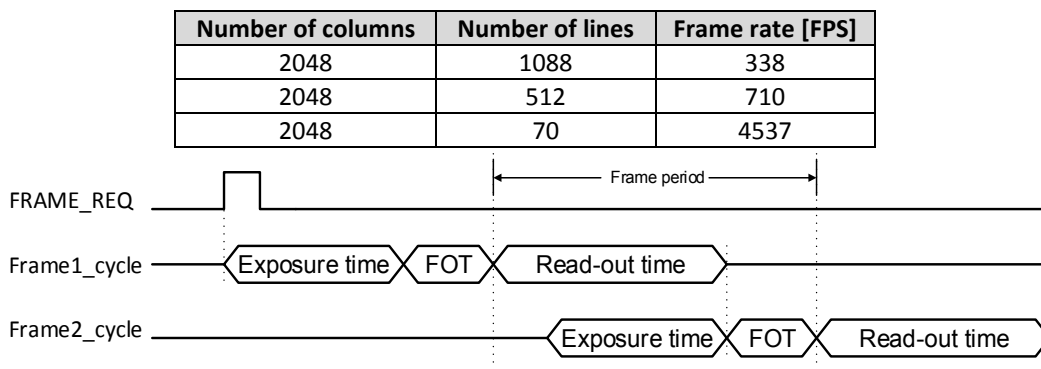 Number of columns Number of lines Frame rate [FPS]
2048 1088 338
2048 512 710
2048 70 4537
Frame period
FRAME_REQ
Frame1_cycle Exposure time FOT Read-out time
Frame2_cycle Exposure time FOT Read-out time